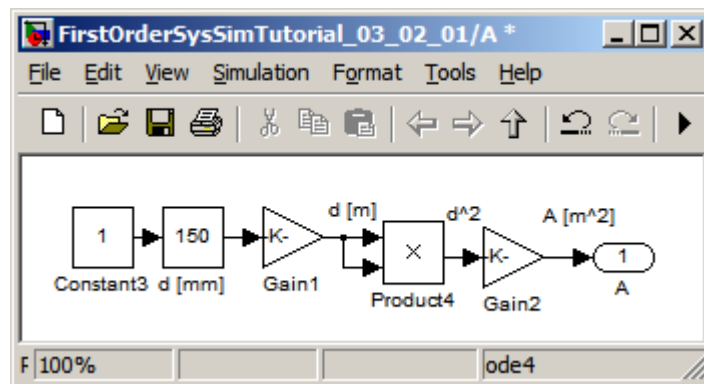 FirstOrderSysSimTutorial_03_02_01/A *
File Edit View Simulation Format Tools Help
d [m] d^2 A [m^2]
1 150 -K- × -K- 1
Constant3 d [mm] Gain1 Product4 Gain2 A
F 100% ode4